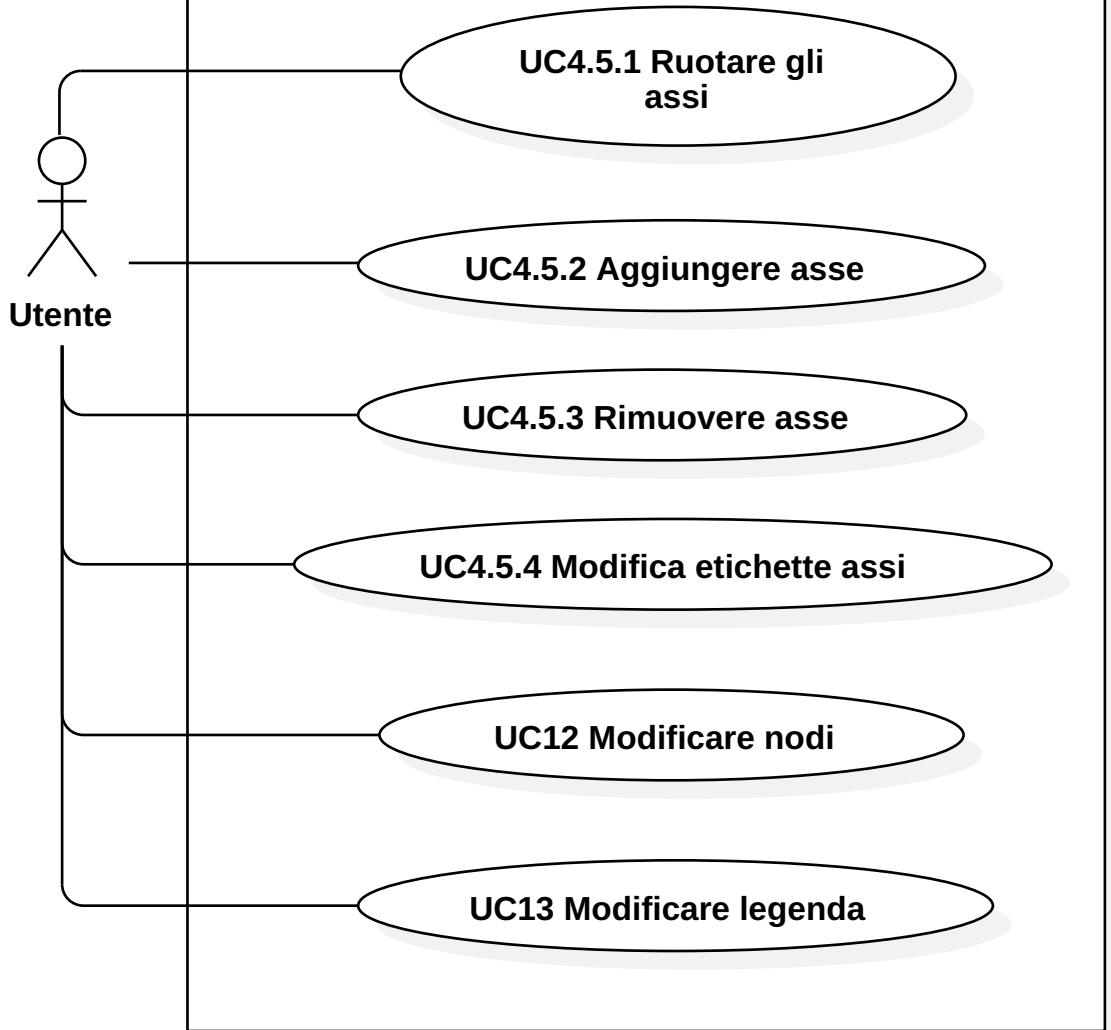 UC4.5.1 Ruotare gli
assi
UC4.5.2 Aggiungere asse
Utente
UC4.5.3 Rimuovere asse
UC4.5.4 Modifica etichette assi
UC12 Modificare nodi
UC13 Modificare legenda